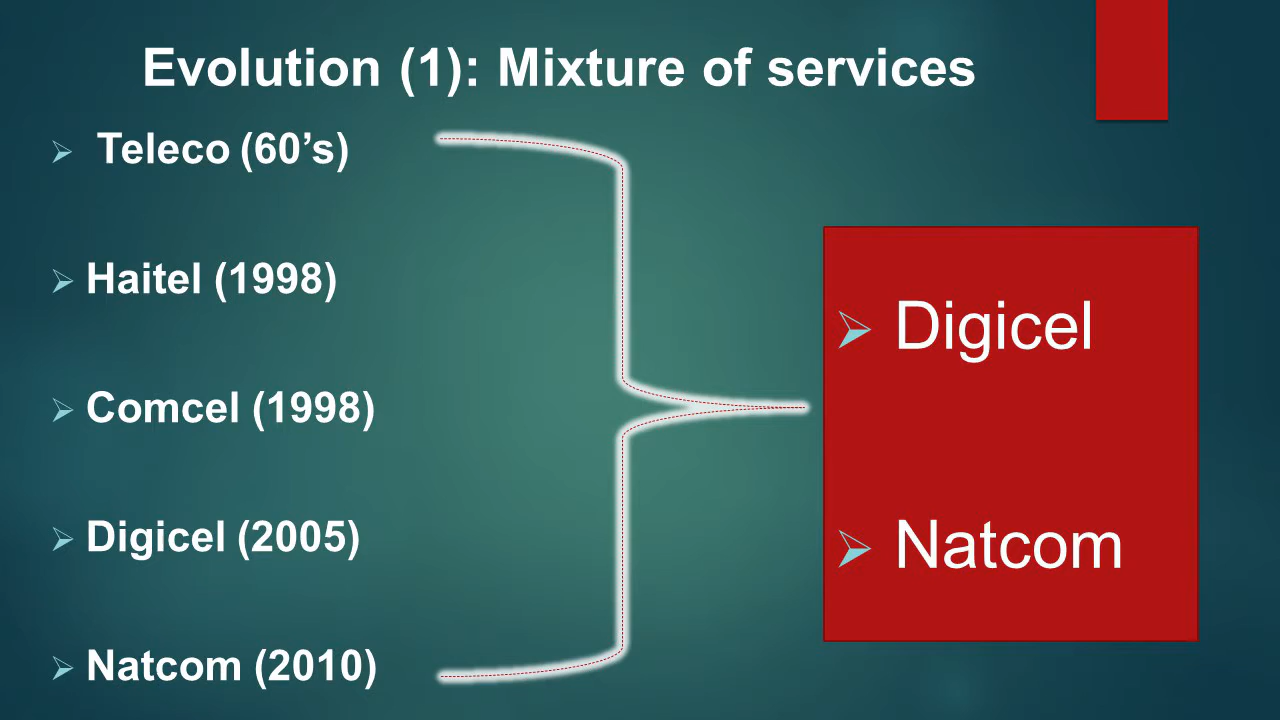 Evolution (1): Mixture of services
Teleco (60’s)
Haitel (1998)
Comcel (1998)
Digicel (2005)
Natcom (2010)
Digicel
Natcom